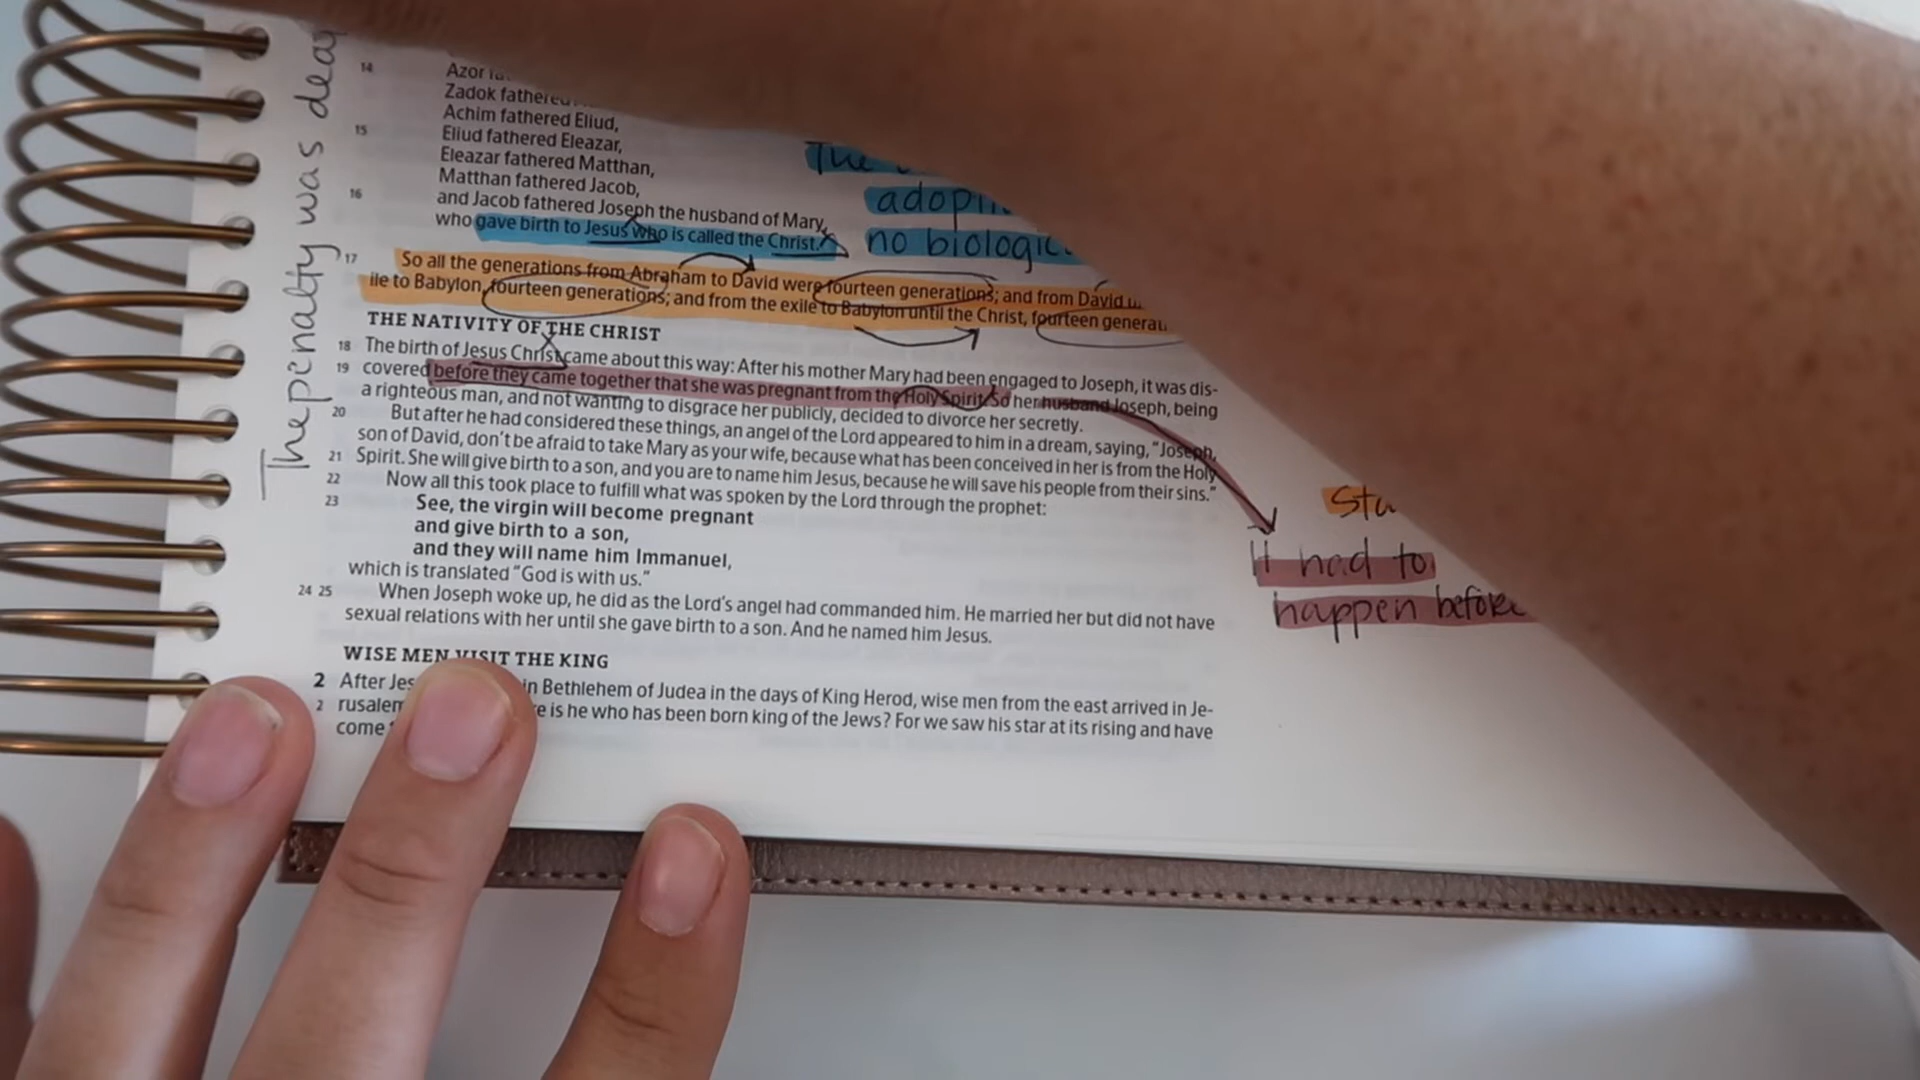 The penalty was
14 Azor
Zadok fathered
Achim fathered Eliud,
15 Eliud fathered Eleazar,
Eleazar fathered Matthan,
Matthan fathered Jacob,
16 and Jacob fathered Joseph the husband of Mary,
who gave birth to Jesus who is called the Christ.
The
no
17 So all the generations from Abraham to David were fourteen generations; and from David
ile to Babylon, fourteen generations; and from the exile to Babylon until the Christ, fourteen
THE NATIVITY OF THE CHRIST
18 The birth of Jesus Christ came about this way: After his mother Mary had been engaged to Joseph, it was dis-
19 covered before they came together that she was pregnant from the Holy Spirit. So her husband Joseph, being
a righteous man, and not wanting to disgrace her publicly, decided to divorce her secretly.
20 But after he had considered these things, an angel of the Lord appeared to him in a dream, saying, “Joseph,
son of David, don’t be afraid to take Mary as your wife, because what has been conceived in her is from the Holy
21 Spirit. She will give birth to a son, and you are to name him Jesus, because he will save his people from their sins.”
22 Now all this took place to fulfill what was spoken by the Lord through the prophet:
23 See, the virgin will become pregnant
and give birth to a son,
and they will name him Immanuel,
which is translated “God is with us.”
24 25 When Joseph woke up, he did as the Lord’s angel had commanded him. He married her but did not have
sexual relations with her until she gave birth to a son. And he named him Jesus.
It had to
happen before
WISE MEN VISIT THE KING
2 After in Bethlehem of Judea in the days of King Herod, wise men from the east arrived in Je-
2 is he who has been born king of the Jews? For we saw his star at its rising and have
come